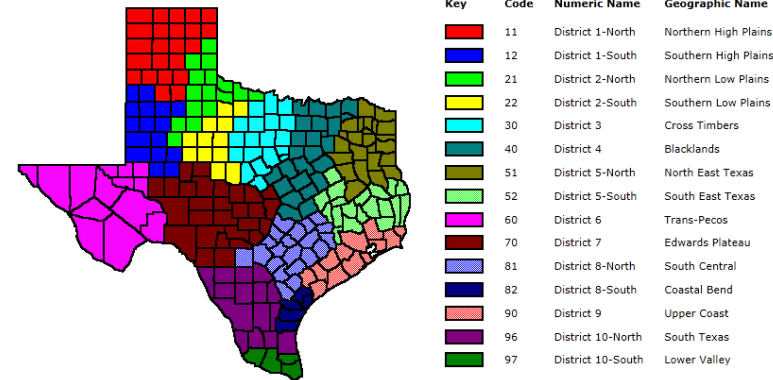 Key Code Numeric Name Geographic Name
11 District 1-North Northern High Plains
12 District 1-South Southern High Plains
21 District 2-North Northern Low Plains
22 District 2-South Southern Low Plains
30 District 3 Cross Timbers
40 District 4 Blacklands
51 District 5-North North East Texas
52 District 5-South South East Texas
60 District 6 Trans-Pecos
70 District 7 Edwards Plateau
81 District 8-North South Central
82 District 8-South Coastal Bend
90 District 9 Upper Coast
96 District 10-North South Texas
97 District 10-South Lower Valley